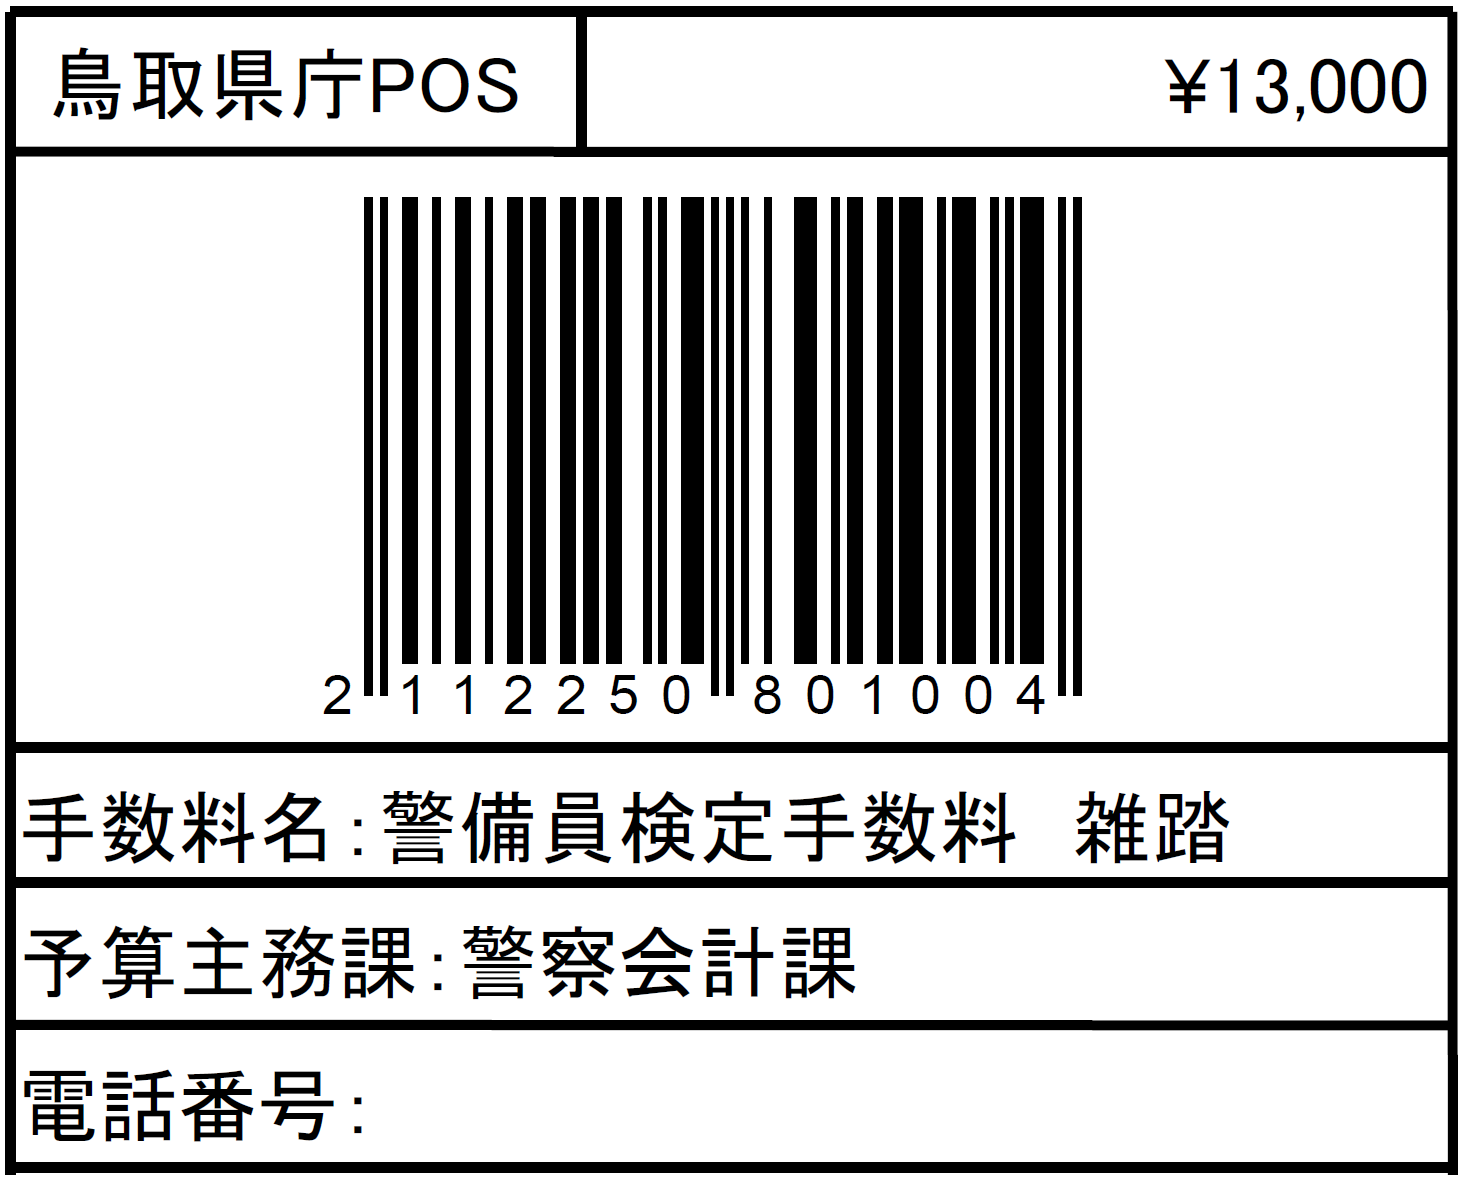 鳥取県庁POS
¥13,000
2 112250 801004
手数料名:警備員検定手数料　雑踏
予算主務課:警察会計課
電話番号: